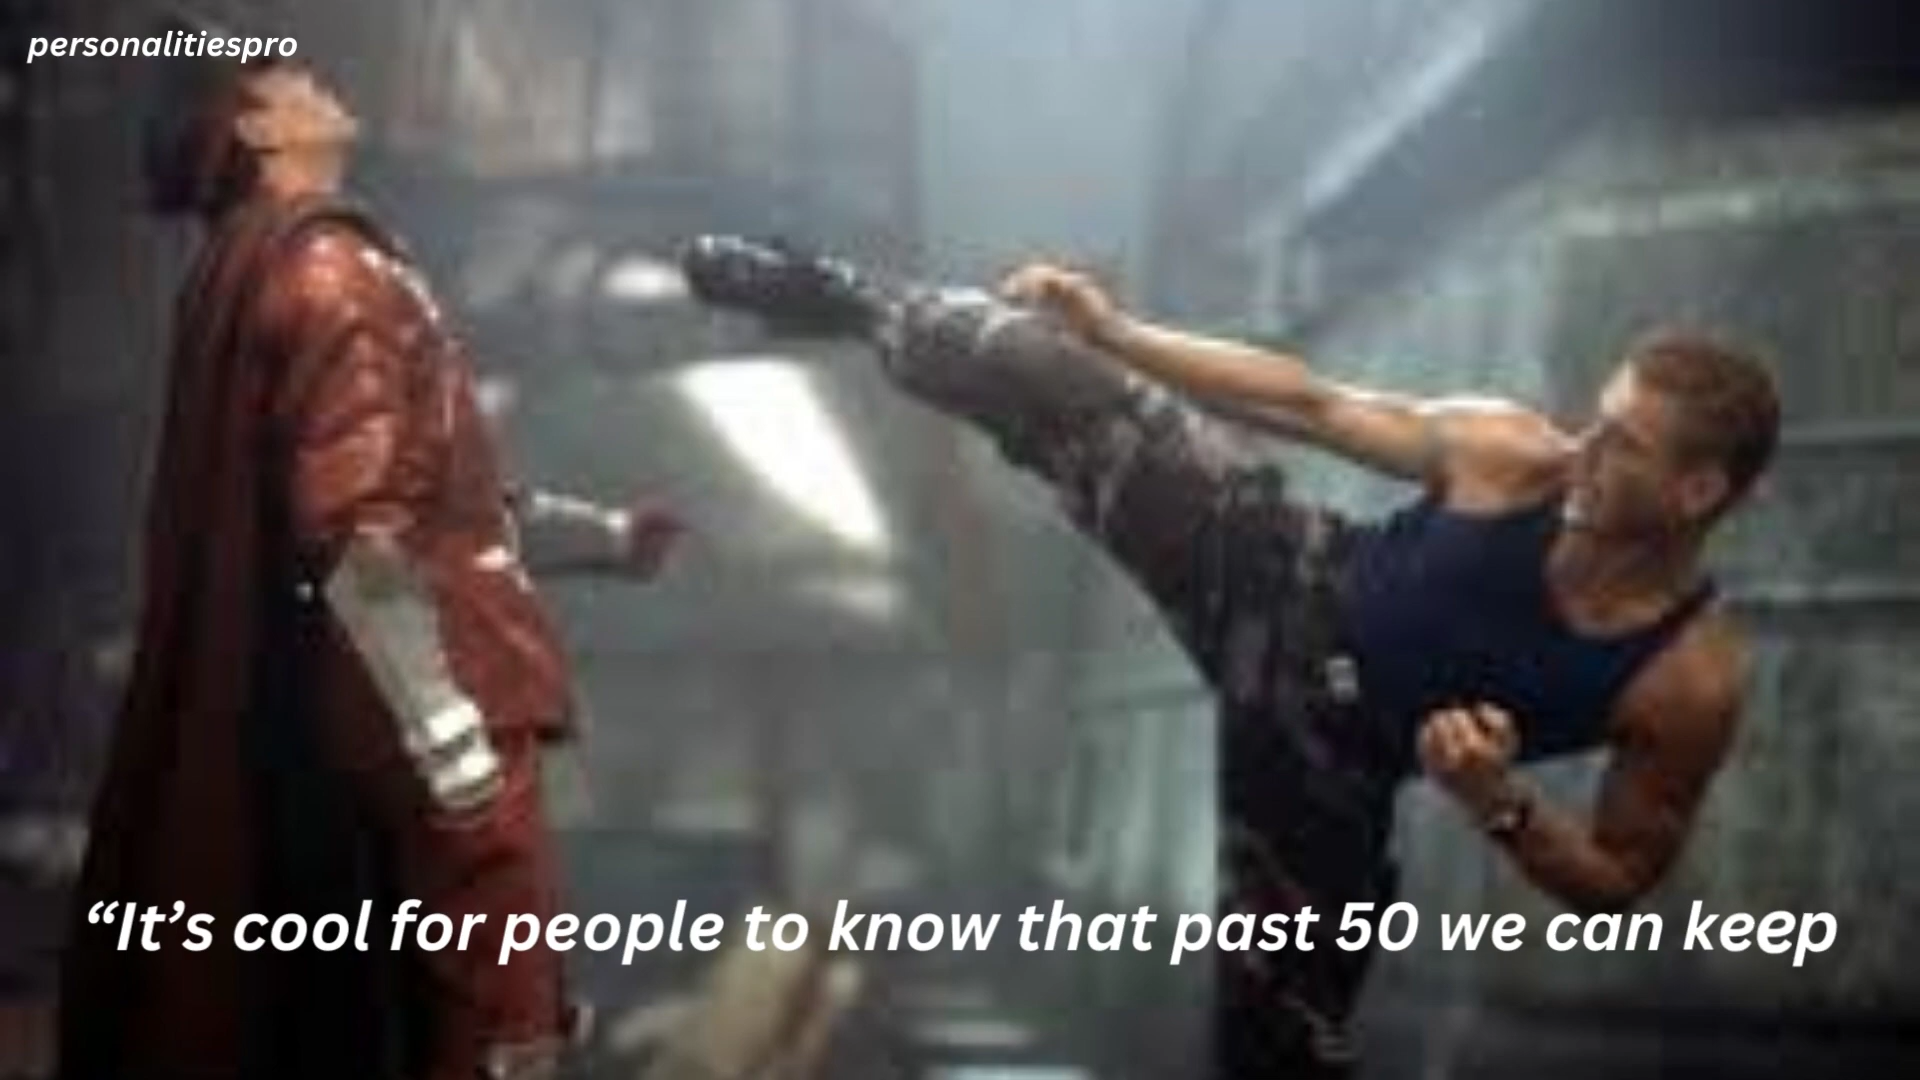 personalitiespro
“It’s cool for people to know that past 50 we can keep